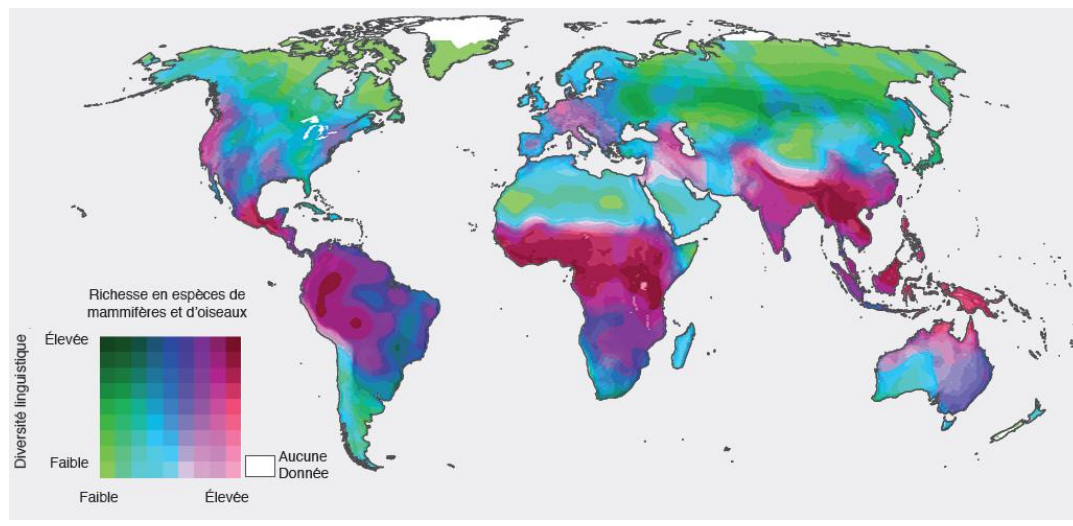 Richesse en espèces de
mammifères et d'oiseaux
Élevée
Diversité linguistique
Faible
Aucune
Donnée
Faible
Élevée